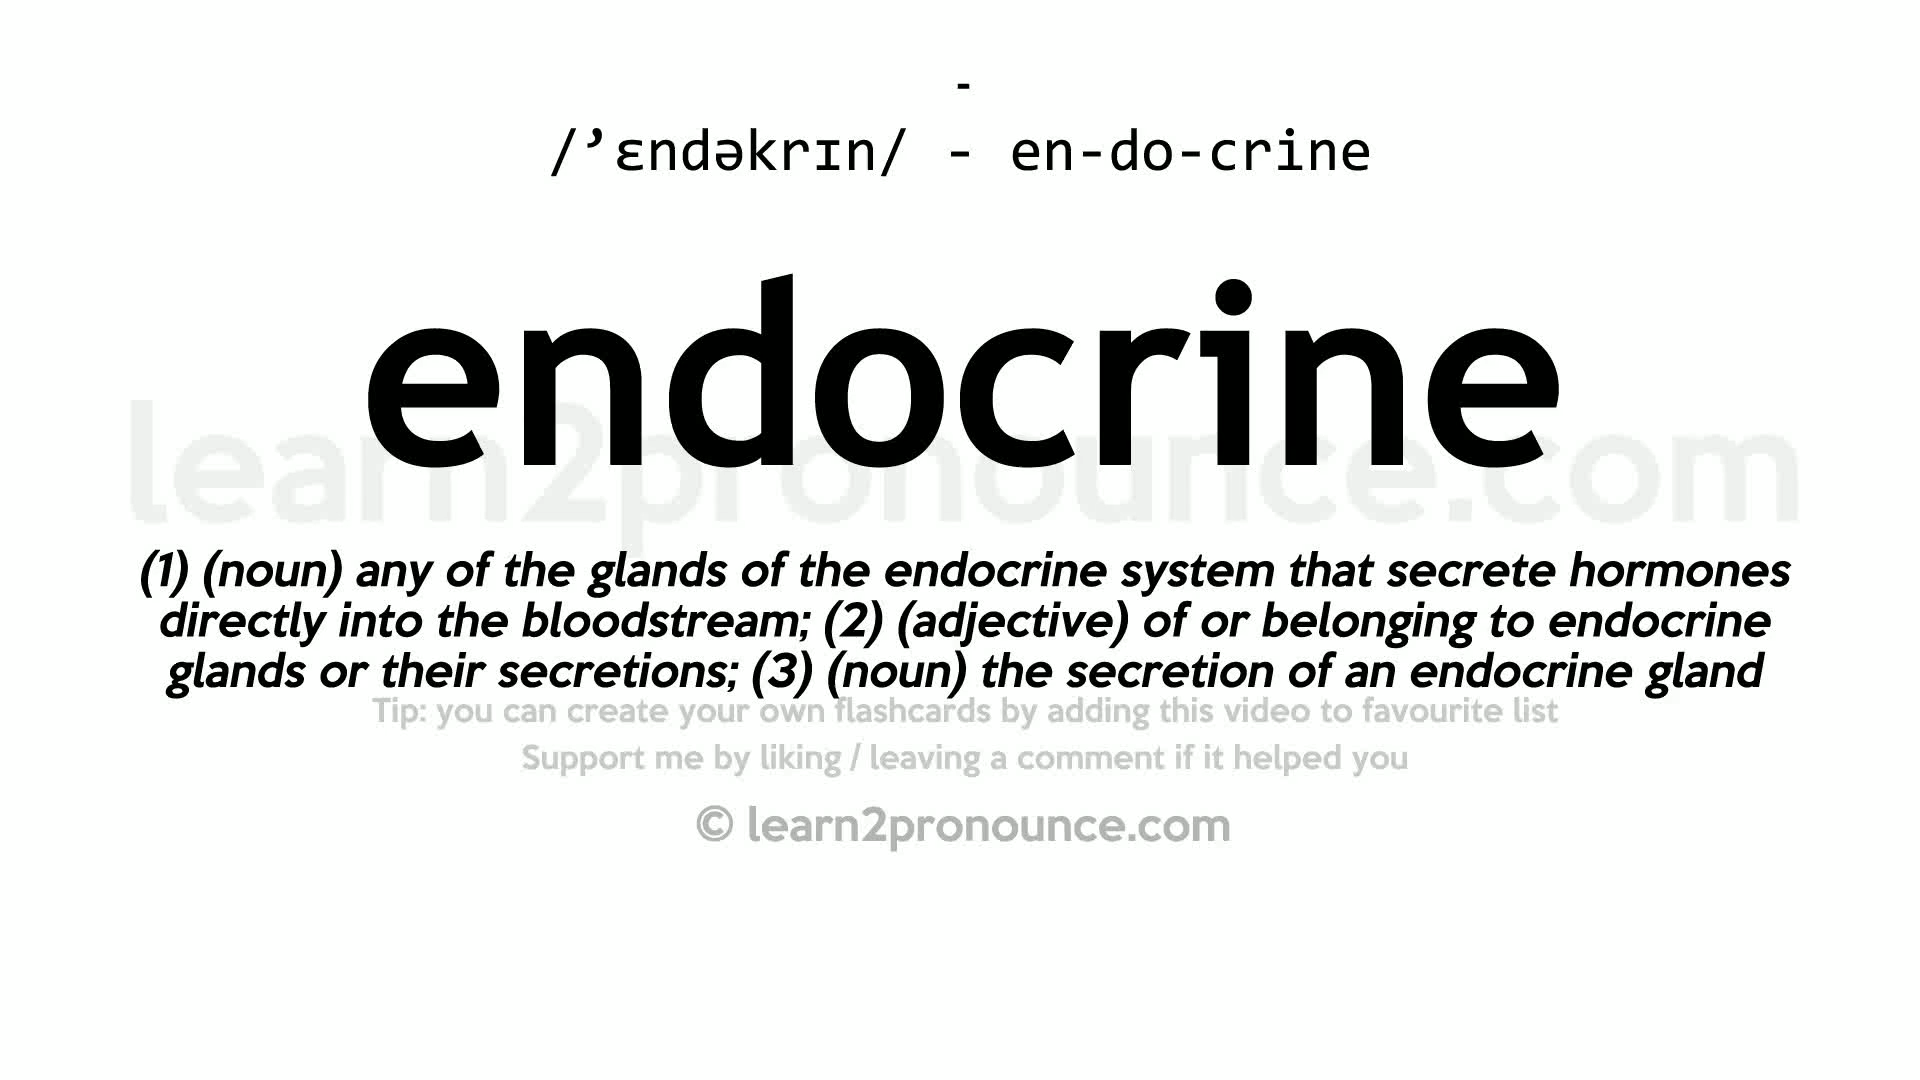 -
/’ɛndəkrɪn/ - en-do-crine
endocrine
learn2pronounce.com
(1) (noun) any of the glands of the endocrine system that secrete hormones
directly into the bloodstream; (2) (adjective) of or belonging to endocrine
glands or their secretions; (3) (noun) the secretion of an endocrine gland
Tip: you can create your own flashcards by adding this video to favourite list
Support me by liking / leaving a comment if it helped you
© learn2pronounce.com